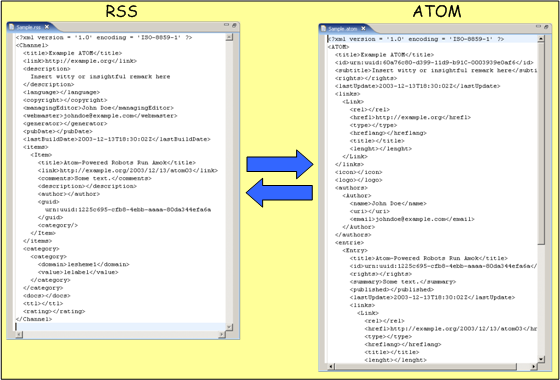 RSS
Sample.rss
<?xml version = '1.0' encoding = 'ISO-8859-1' ?>
<Channel>
<title>Example ATOM</title>
<link>http://example.org</link>
<description>
Insert witty or insightful remark here
</description>
<language></language>
<copyright></copyright>
<managingEditor>John Doe</managingEditor>
<webmaster>johndoe@example.com</webmaster>
<generator></generator>
<pubDate></pubDate>
<lastBuildDate>2003-12-13T18:30:02Z</lastBuildDate>
<items>
<Item>
<title>Atom-Powered Robots Run Amok</title>
<link>http://example.org/2003/12/13/atom03</link>
<comments>Some text.</comments>
<description></description>
<author></author>
<guid>
urn:uuid:1225c695-cfb8-4ebb-aaaa-80da344efa6a
</guid>
<category/>
</Item>
</items>
<category>
<category>
<domain>lesheme1</domain>
<value>lelabel</value>
</category>
</category>
<docs></docs>
<ttl></ttl>
<rating></rating>
</Channel>
ATOM
Sample.atom
<?xml version = '1.0' encoding = 'ISO-8859-1' ?>
<ATOM>
<title>Example ATOM</title>
<id>urn:uuid:60a76c80-d399-11d9-b91C-0003939e0af6</id>
<subtitle>Insert witty or insightful remark here</subti
<rights></rights>
<lastUpdate>2003-12-13T18:30:02Z</lastUpdate>
<links>
<Link>
<rel></rel>
<href>http://example.org</href>
<type></type>
<hreflang></hreflang>
<title></title>
<lenght></lenght>
</Link>
</links>
<icon></icon>
<logo></logo>
<authors>
<Author>
<name>John Doe</name>
<uri></uri>
<email>johndoe@example.com</email>
</Author>
</authors>
<entrie>
<Entry>
<title>Atom-Powered Robots Run Amok</title>
<id>urn:uuid:1225c695-cfb8-4ebb-aaaa-80da344efa6a</
<rights></rights>
<summary>Some text.</summary>
<published></published>
<lastUpdate>2003-12-13T18:30:02Z</lastUpdate>
<links>
<Link>
<rel></rel>
<href>http://example.org/2003/12/13/atom03</hr
<type></type>
<hreflang></hreflang>
<title></title>
<lenght></lenght>